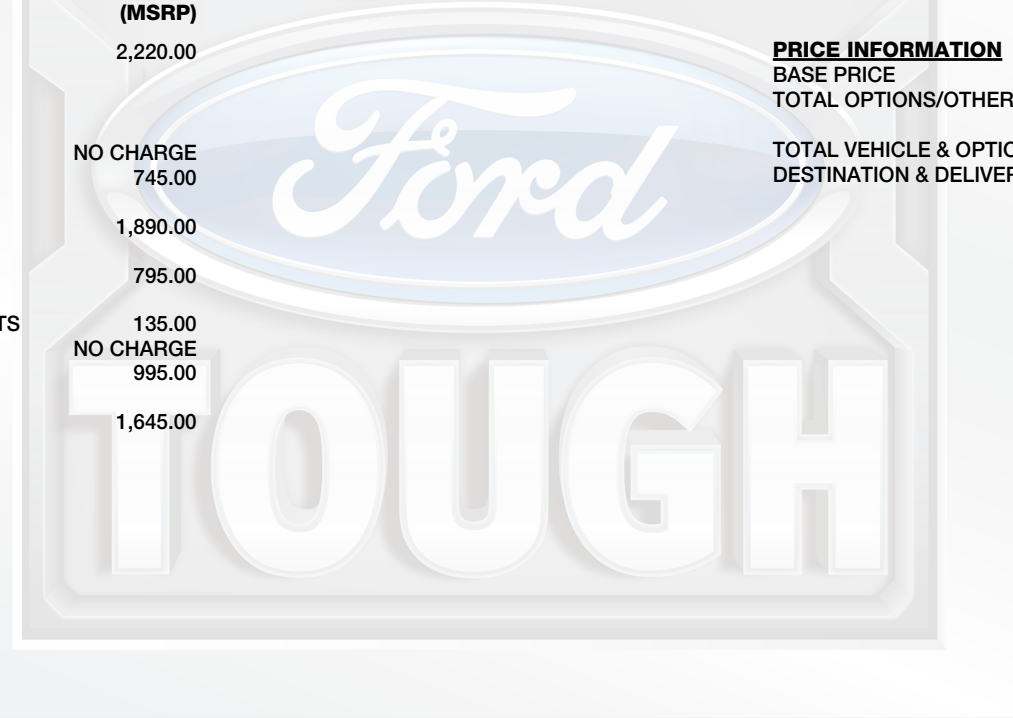 (MSRP)
2,220.00
NO CHARGE
745.00
1,890.00
795.00
TS 135.00
NO CHARGE
995.00
1,645.00
PRICE INFORMATION
BASE PRICE
TOTAL OPTIONS/OTHER
TOTAL VEHICLE & OPTIO
DESTINATION & DELIVER
Ford
TOUGH